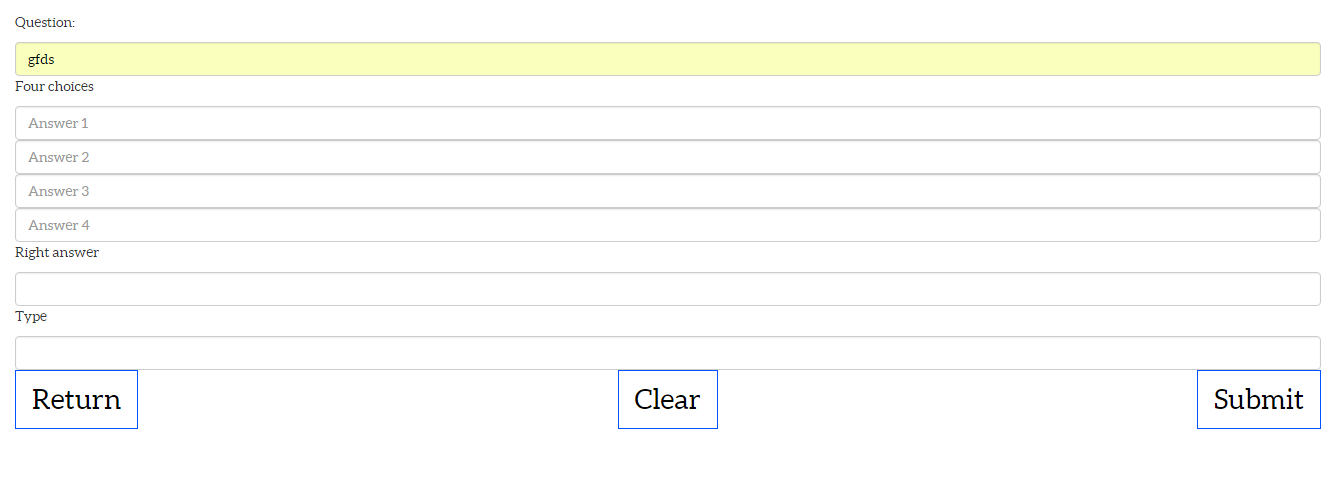 Question:
gfds
Four choices
Answer 1
Answer 2
Answer 3
Answer 4
Right answer
Type
Return Clear Submit